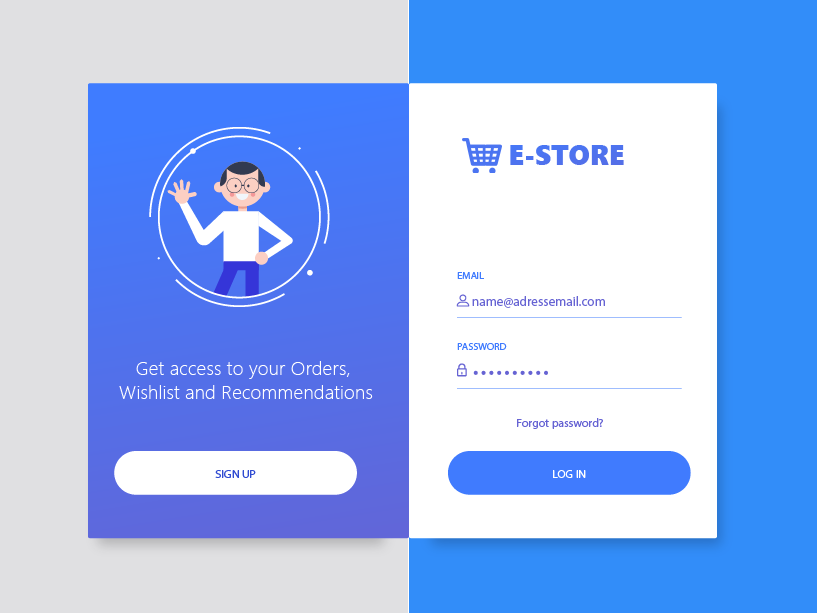 Get access to your Orders,
Wishlist and Recommendations
SIGN UP
E-STORE
EMAIL
name@adressemail.com
PASSWORD
••••••••••
Forgot password?
LOG IN